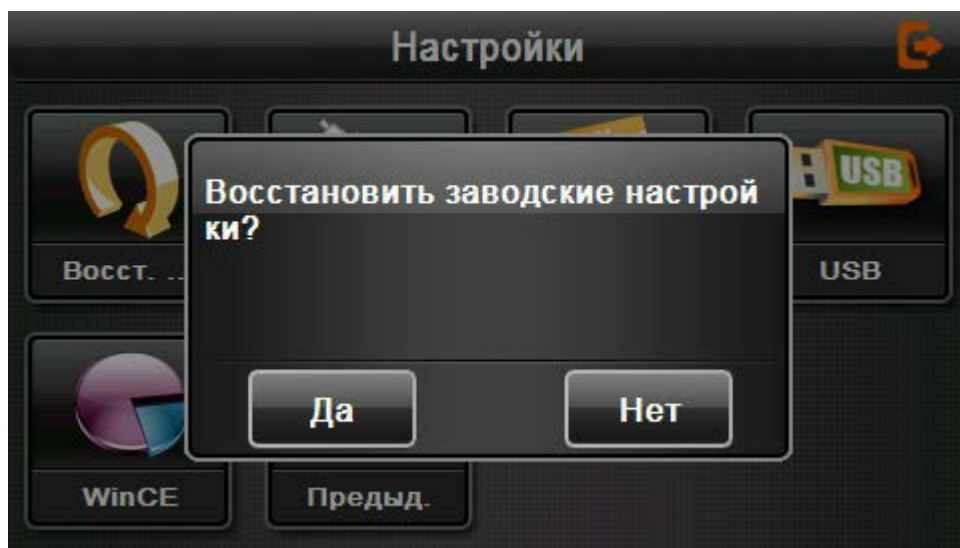 Настройки
Восстановить заводские настрой
ки?
Восст. ...
USB
USB
Да
Нет
WinCE
Предыд.